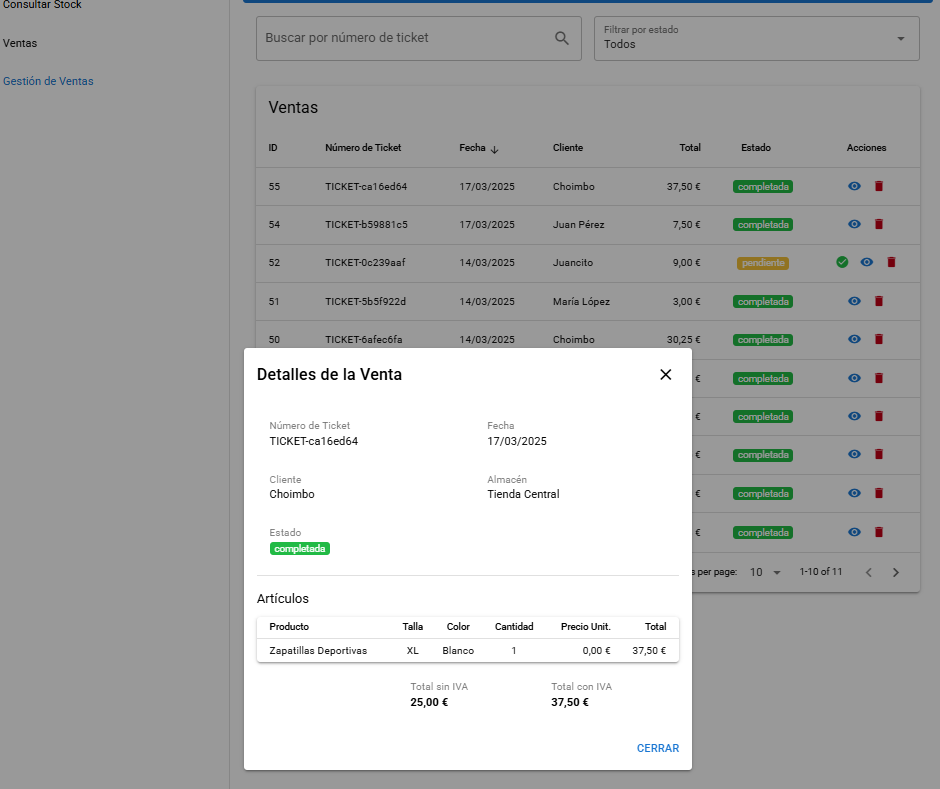 Consultar Stock
Ventas
Gestión de Ventas
Buscar por número de ticket
Filtrar por estado
Todos
Ventas
ID Número de Ticket Fecha Cliente Total Estado Acciones
55 TICKET-ca16ed64 17/03/2025 Choimbo 37,50 € completada
54 TICKET-b59881c5 17/03/2025 Juan Pérez 7,50 € completada
52 TICKET-0c239aaf 14/03/2025 Juancito 9,00 € pendiente
51 TICKET-5b5f922d 14/03/2025 María López 3,00 € completada
50 TICKET-6afec6fa 14/03/2025 Choimbo 30,25 € completada
€ completada
€ completada
€ completada
€ completada
€ completada
s per page: 10 1-10 of 11
Detalles de la Venta
Número de Ticket Fecha
TICKET-ca16ed64 17/03/2025
Cliente Almacén
Choimbo Tienda Central
Estado
completada
Artículos
Producto Talla Color Cantidad Precio Unit. Total
Zapatillas Deportivas XL Blanco 1 0,00 € 37,50 €
Total sin IVA Total con IVA
25,00 € 37,50 €
CERRAR